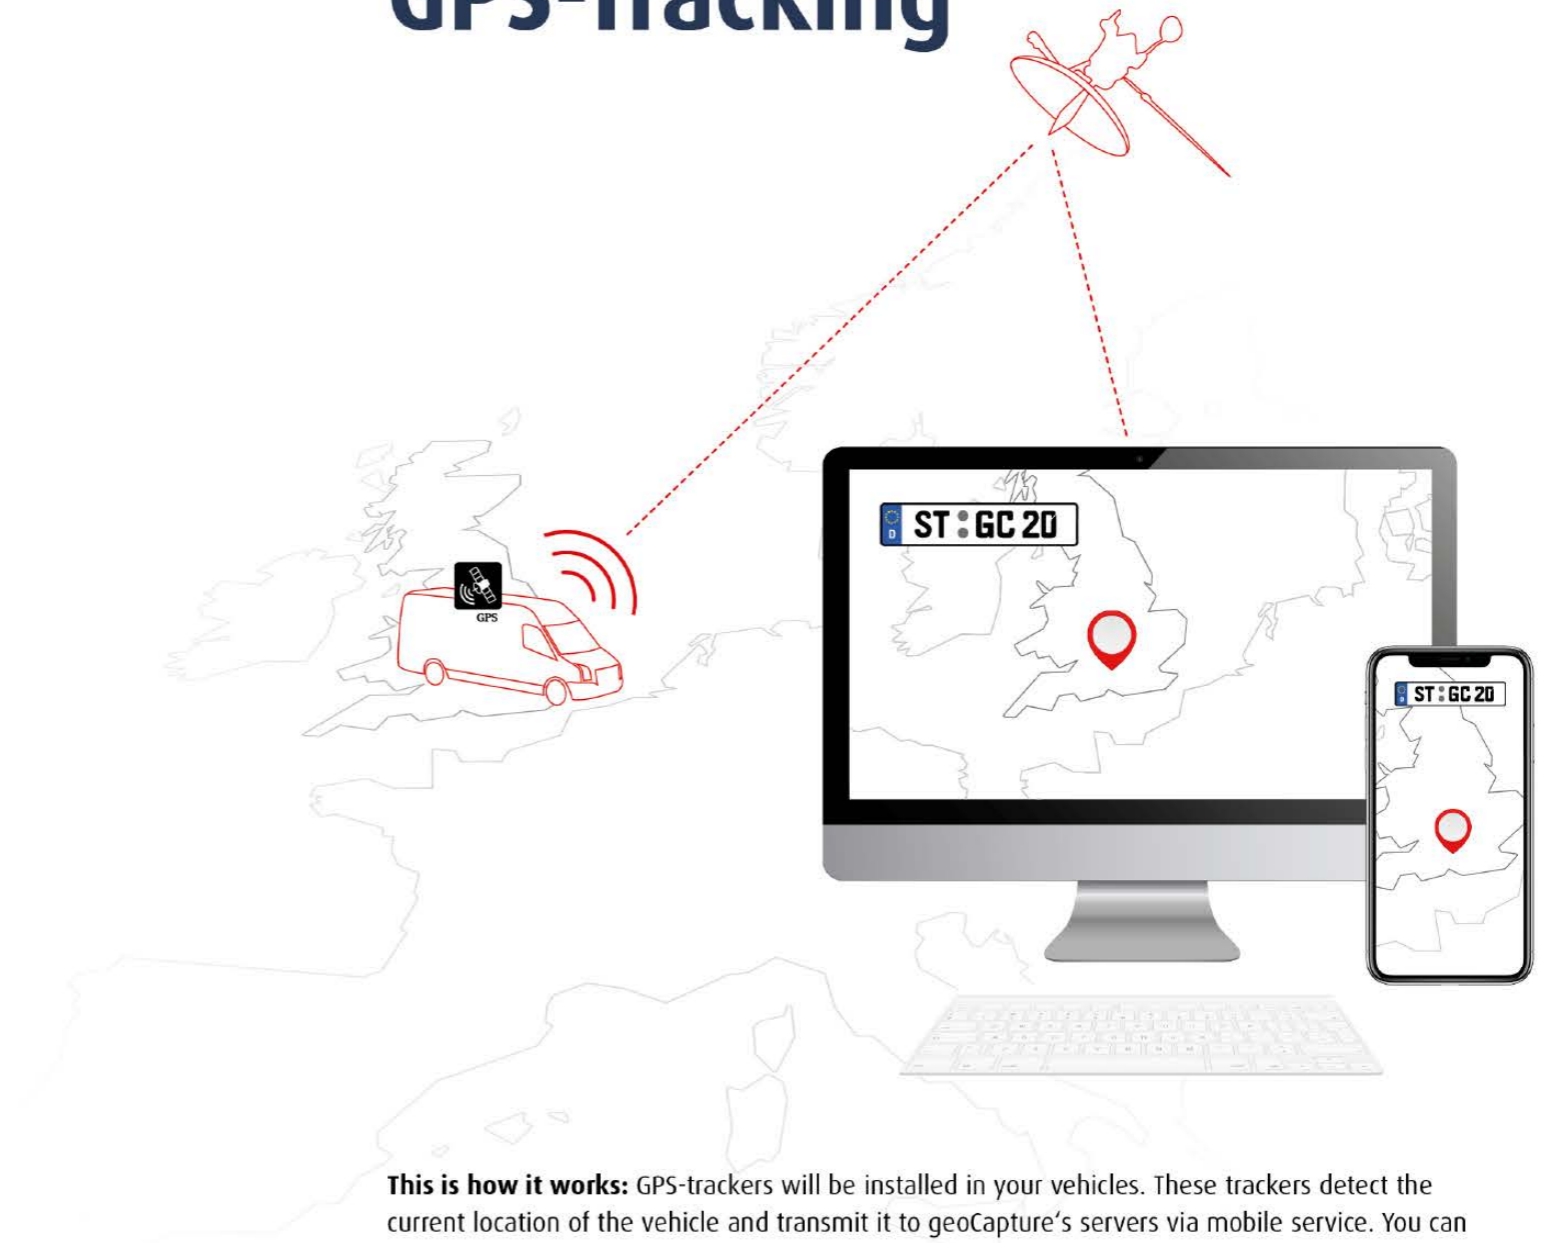 GPS-Tracking
GPS
D ST GC 20
D ST GC 20
This is how it works: GPS-trackers will be installed in your vehicles. These trackers detect the
current location of the vehicle and transmit it to geoCapture‘s servers via mobile service. You can